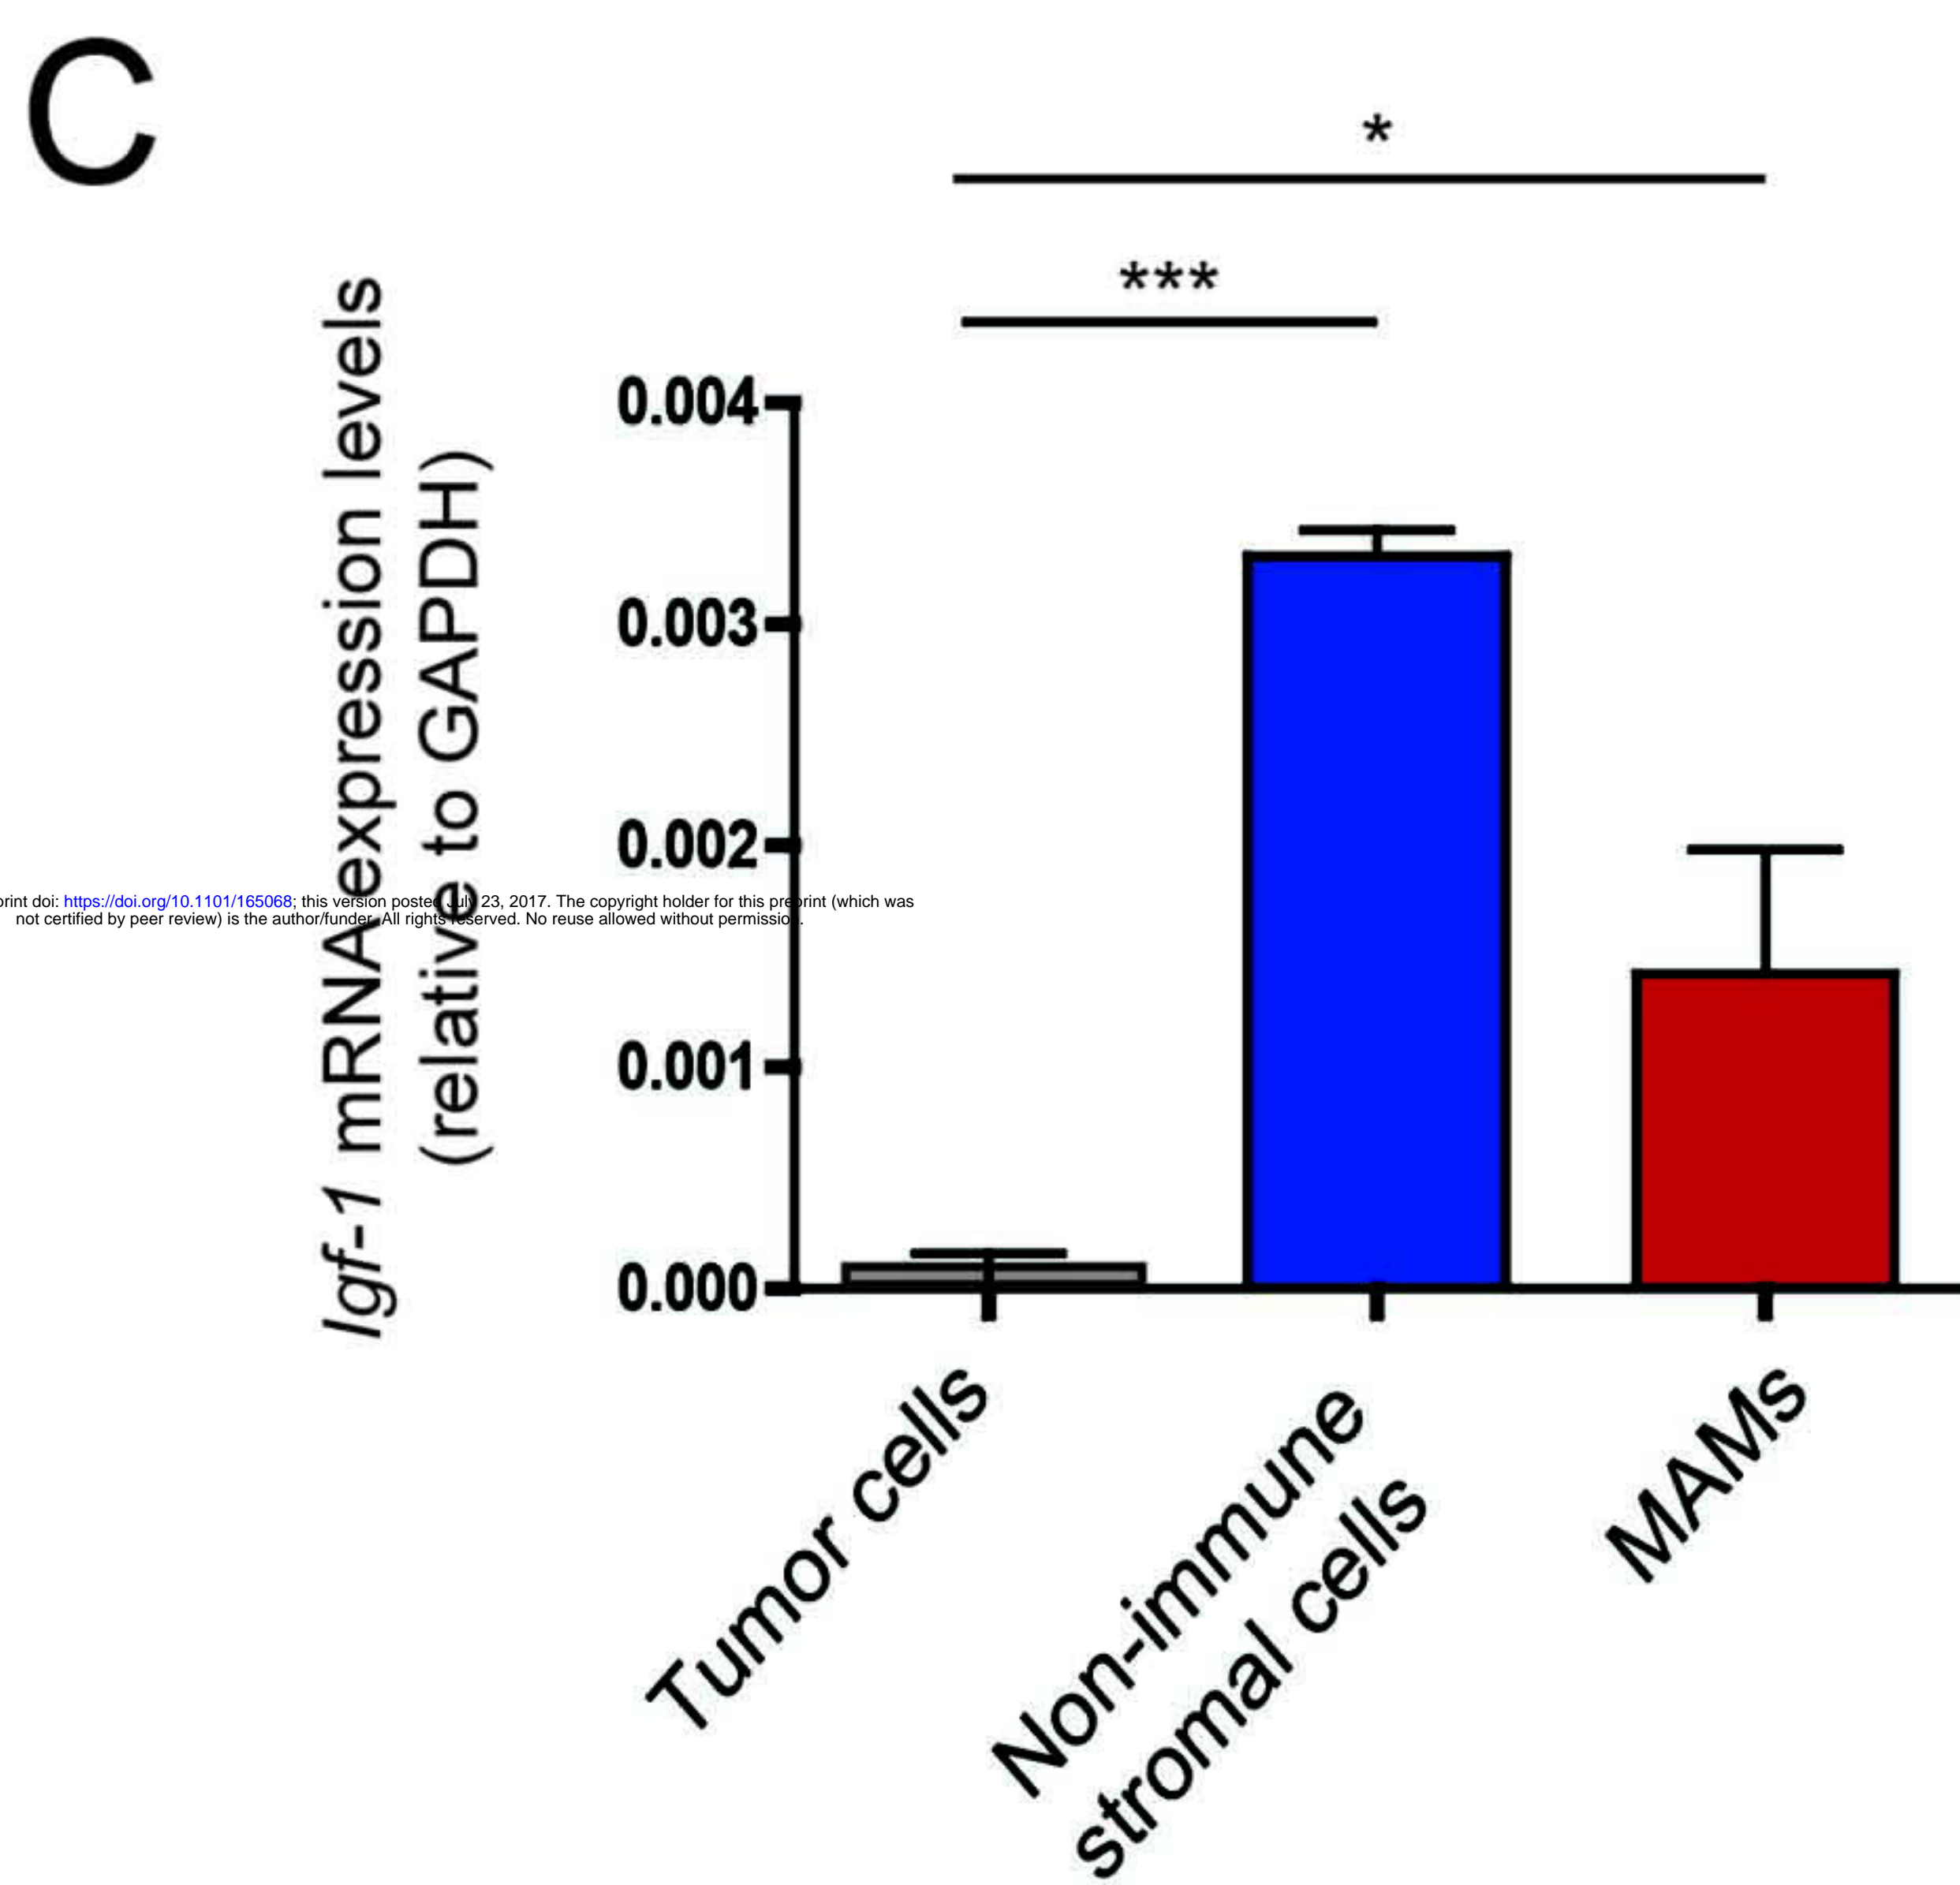 C
*
***
Igf-1 mRNA expression levels
(relative to GAPDH)
0.004
0.003
0.002
0.001
0.000
print doi: https://doi.org/10.1101/165068; this version posted July 23, 2017. The copyright holder for this preprint (which was
not certified by peer review) is the author/funder. All rights reserved. No reuse allowed without permission.
Tumor cells
Non-immune
stromal cells
MAMs